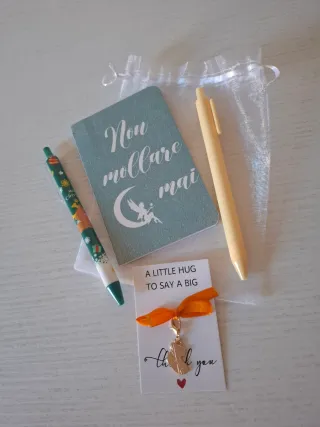 Non
mollare
mai
A LITTLE HUG
TO SAY A BIG
thank you